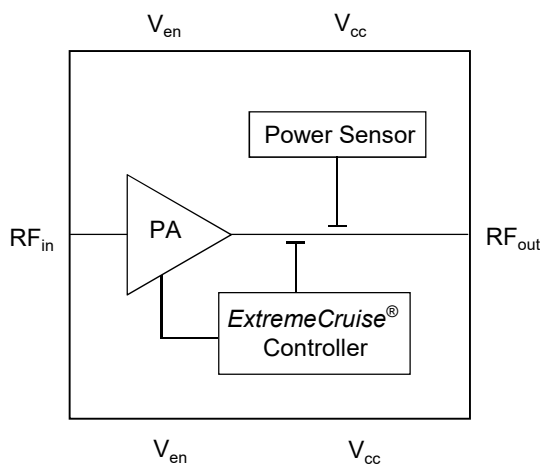 V<sub>en</sub> V<sub>cc</sub>
Power Sensor
RF<sub>in</sub> PA RF<sub>out</sub>
ExtremeCruise®
Controller
V<sub>en</sub> V<sub>cc</sub>